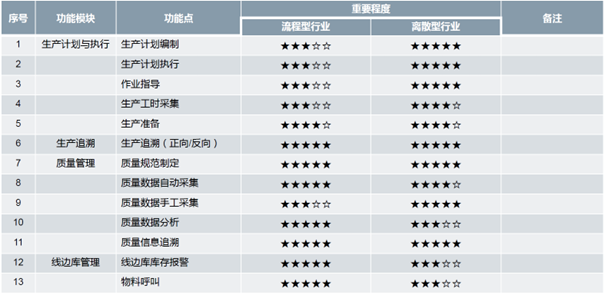 序号 功能模块 功能点 重要程度 备注
流程型行业 离散型行业
1 生产计划与执行 生产计划编制 ★★★☆☆ ★★★★★
2 生产计划执行 ★★★☆☆ ★★★★★
3 作业指导 ★★★☆☆ ★★★★★
4 生产工时采集 ★★★☆☆ ★★★★☆
5 生产准备 ★★★★☆ ★★★★☆
6 生产追溯 生产追溯（正向/反向） ★★★★★ ★★★★★
7 质量管理 质量规范制定 ★★★★★ ★★★★★
8 质量数据自动采集 ★★★★★ ★★★★☆
9 质量数据手工采集 ★★★☆☆ ★★★★★
10 质量数据分析 ★★★★★ ★★★☆☆
11 质量信息追溯 ★★★★★ ★★★★★
12 线边库管理 线边库库存报警 ★★★★★ ★★★☆☆
13 物料呼叫 ★★★★★ ★★★☆☆